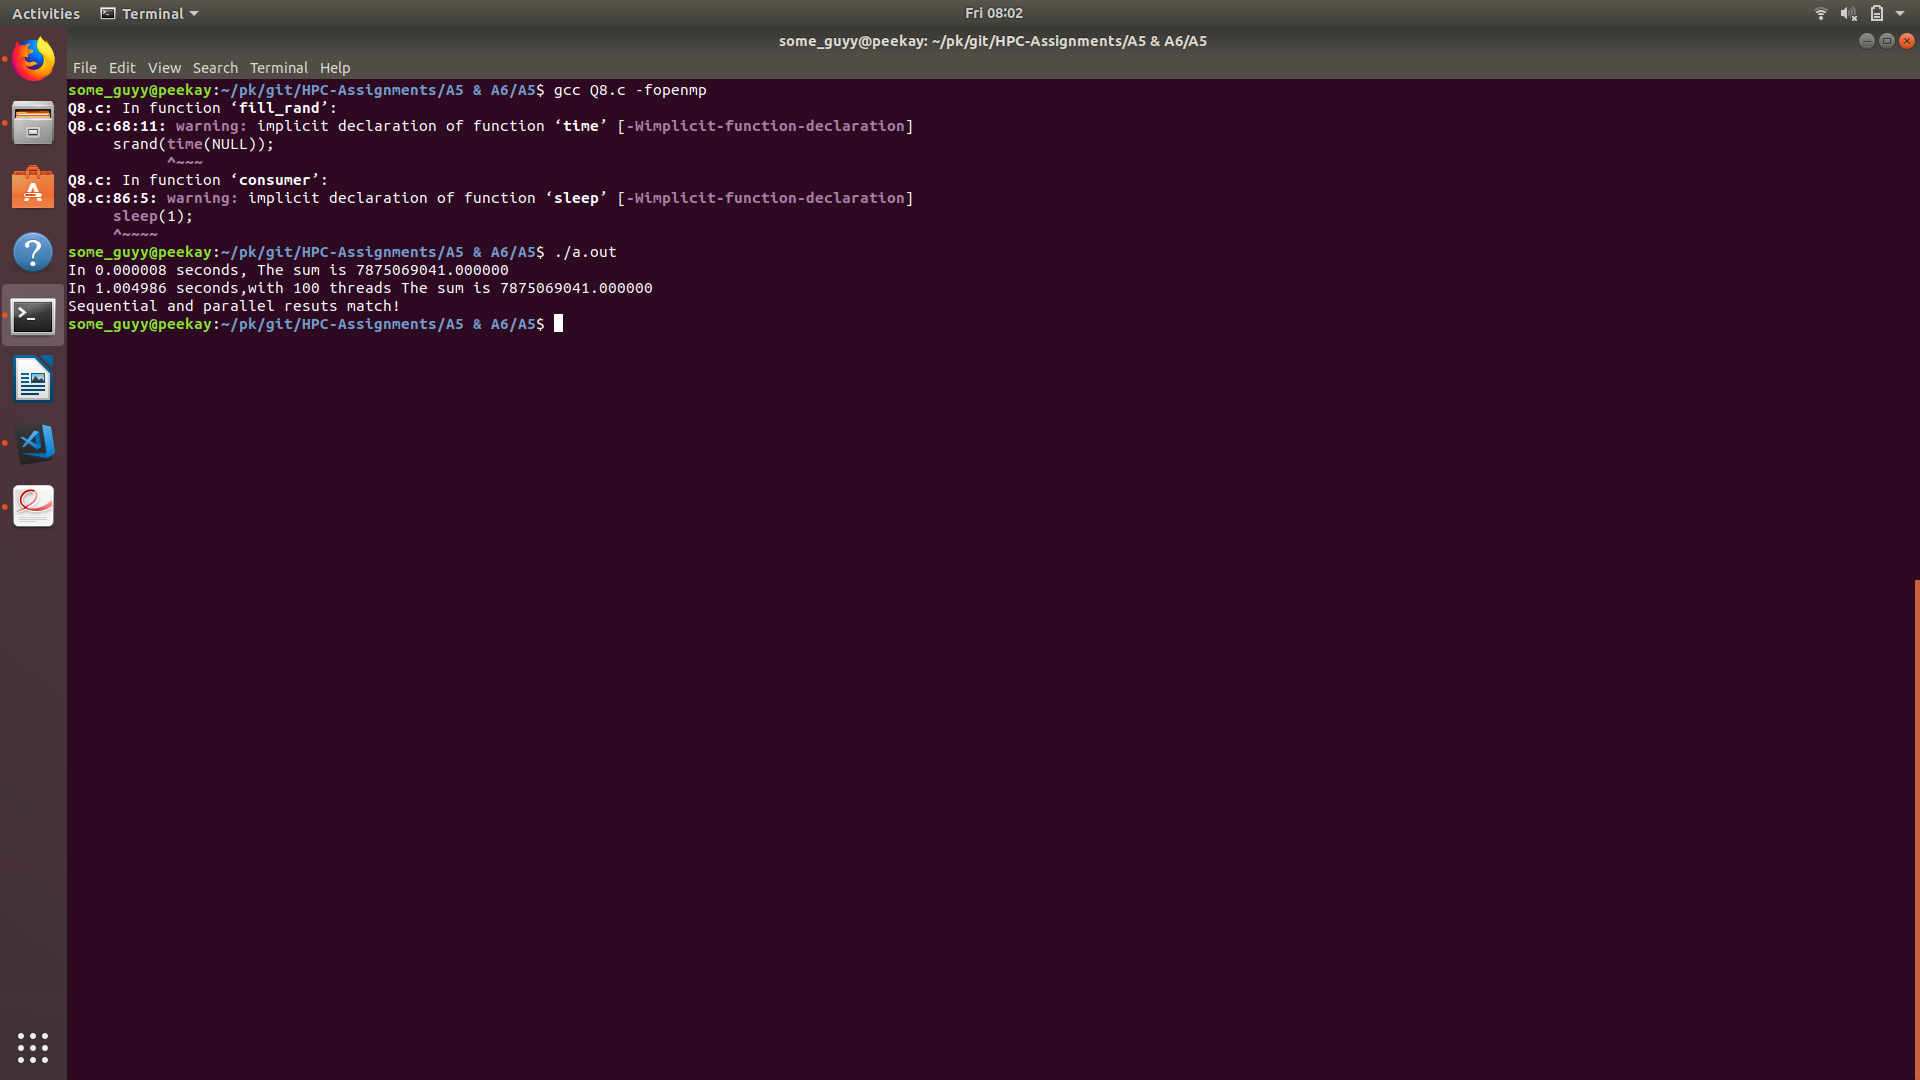 Activities Terminal Fri 08:02
some_guyy@peekay: ~/pk/git/HPC-Assignments/A5 & A6/A5
File Edit View Search Terminal Help
some_guyy@peekay:~/pk/git/HPC-Assignments/A5 & A6/A5$ gcc Q8.c -fopenmp
Q8.c: In function ‘fill_rand’:
Q8.c:68:11: warning: implicit declaration of function ‘time’ [-Wimplicit-function-declaration]
     srand(time(NULL));
           ^~~~
Q8.c: In function ‘consumer’:
Q8.c:86:5: warning: implicit declaration of function ‘sleep’ [-Wimplicit-function-declaration]
     sleep(1);
     ^~~~~
some_guyy@peekay:~/pk/git/HPC-Assignments/A5 & A6/A5$ ./a.out
In 0.000008 seconds, The sum is 7875069041.000000
In 1.004986 seconds,with 100 threads The sum is 7875069041.000000
Sequential and parallel resuts match!
some_guyy@peekay:~/pk/git/HPC-Assignments/A5 & A6/A5$